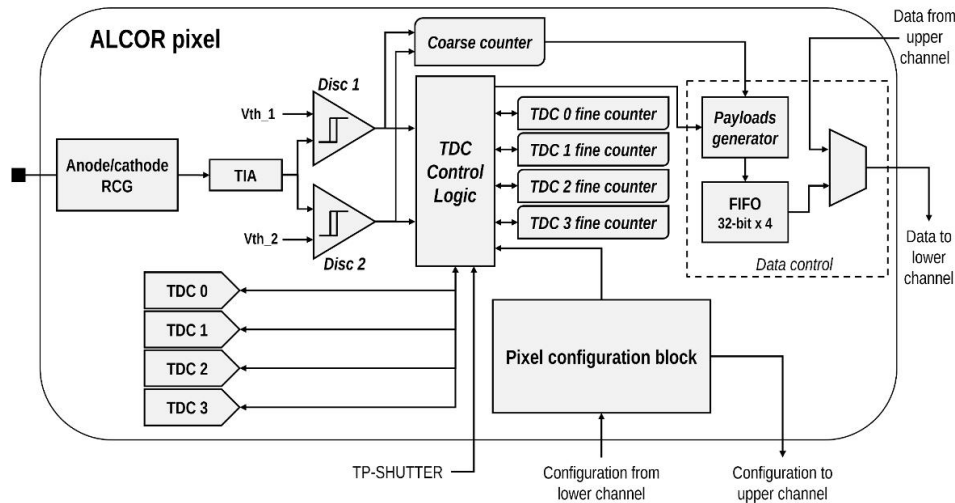 ALCOR pixel
Data from
upper
channel
Coarse counter
Disc 1
Vth_1
TDC 0 fine counter
Payloads
generator
TDC
Control
Logic
TDC 1 fine counter
Anode/cathode
RCG
TIA
TDC 2 fine counter
FIFO
32-bit x 4
TDC 3 fine counter
Vth_2
Disc 2
Data control
Data to
lower
channel
TDC 0
TDC 1
TDC 2
TDC 3
Pixel configuration block
TP-SHUTTER
Configuration from
lower channel
Configuration to
upper channel